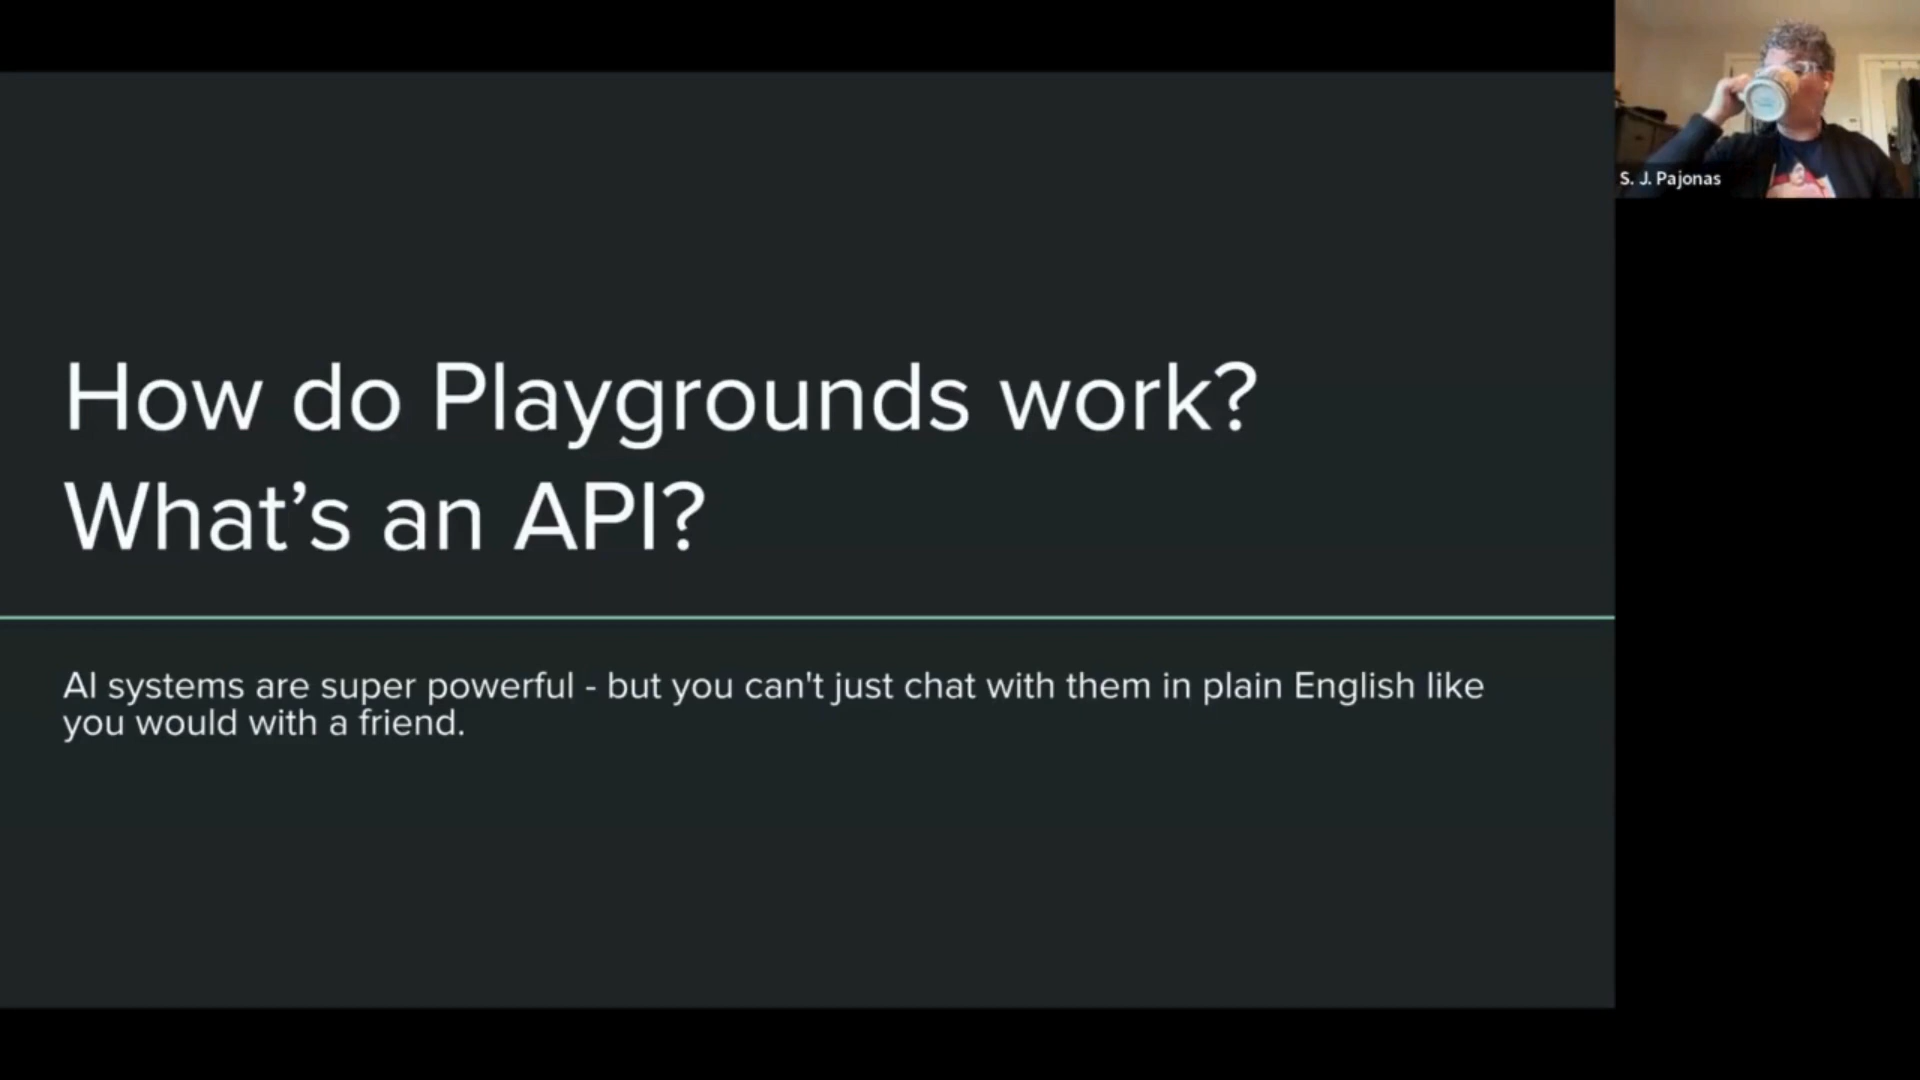 How do Playgrounds work?
What’s an API?
AI systems are super powerful - but you can't just chat with them in plain English like
you would with a friend.
S. J. Pajonas